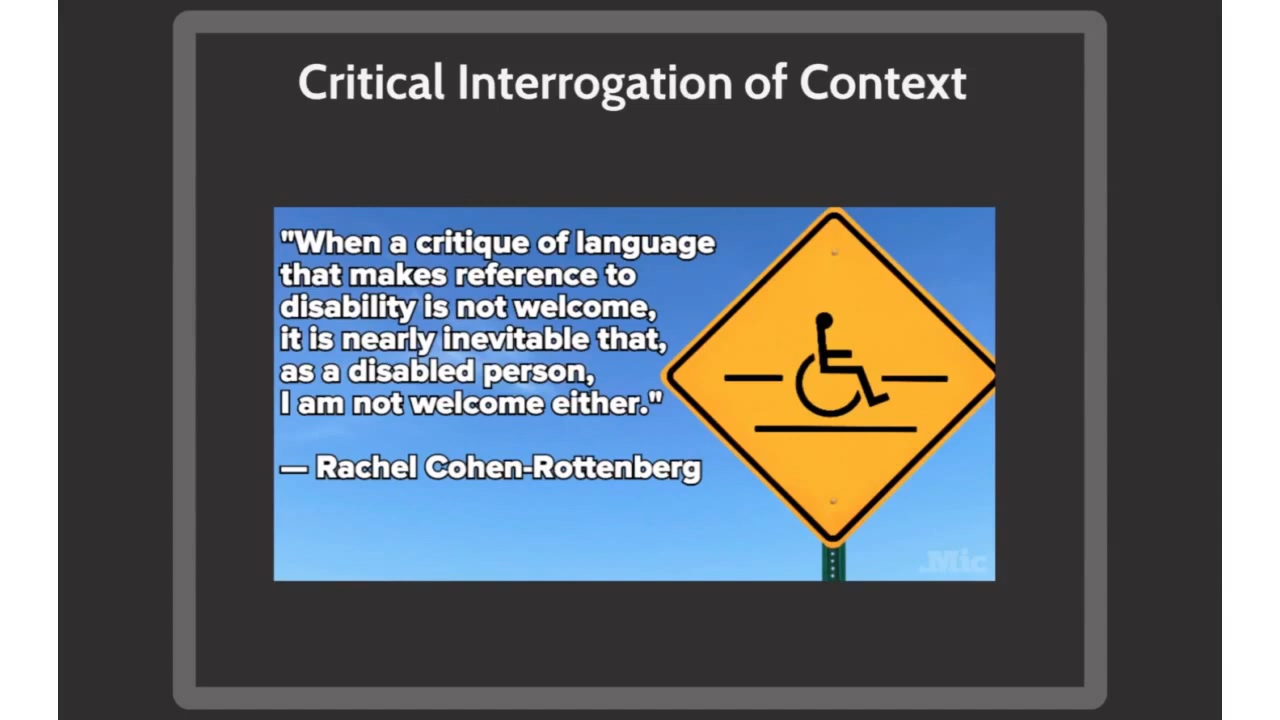 Critical Interrogation of Context
"When a critique of language
that makes reference to
disability is not welcome,
it is nearly inevitable that,
as a disabled person,
I am not welcome either."
— Rachel Cohen-Rottenberg
.Mic